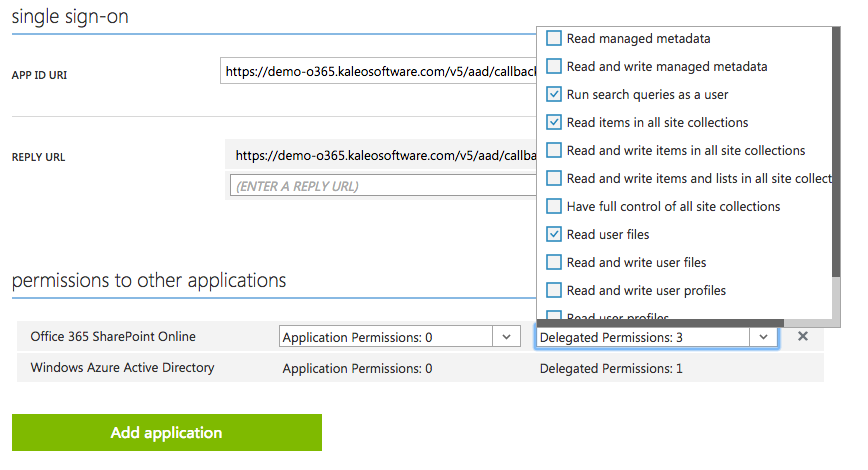 single sign-on
APP ID URI
https://demo-o365.kaleosoftware.com/v5/aad/callback
REPLY URL
https://demo-o365.kaleosoftware.com/v5/aad/callba
(ENTER A REPLY URL)
Read managed metadata
Read and write managed metadata
Run search queries as a user
Read items in all site collections
Read and write items in all site collections
Read and write items and lists in all site collect
Have full control of all site collections
Read user files
Read and write user files
Read and write user profiles
Read user profiles
permissions to other applications
Office 365 SharePoint Online Application Permissions: 0 Delegated Permissions: 3
Windows Azure Active Directory Application Permissions: 0 Delegated Permissions: 1
Add application